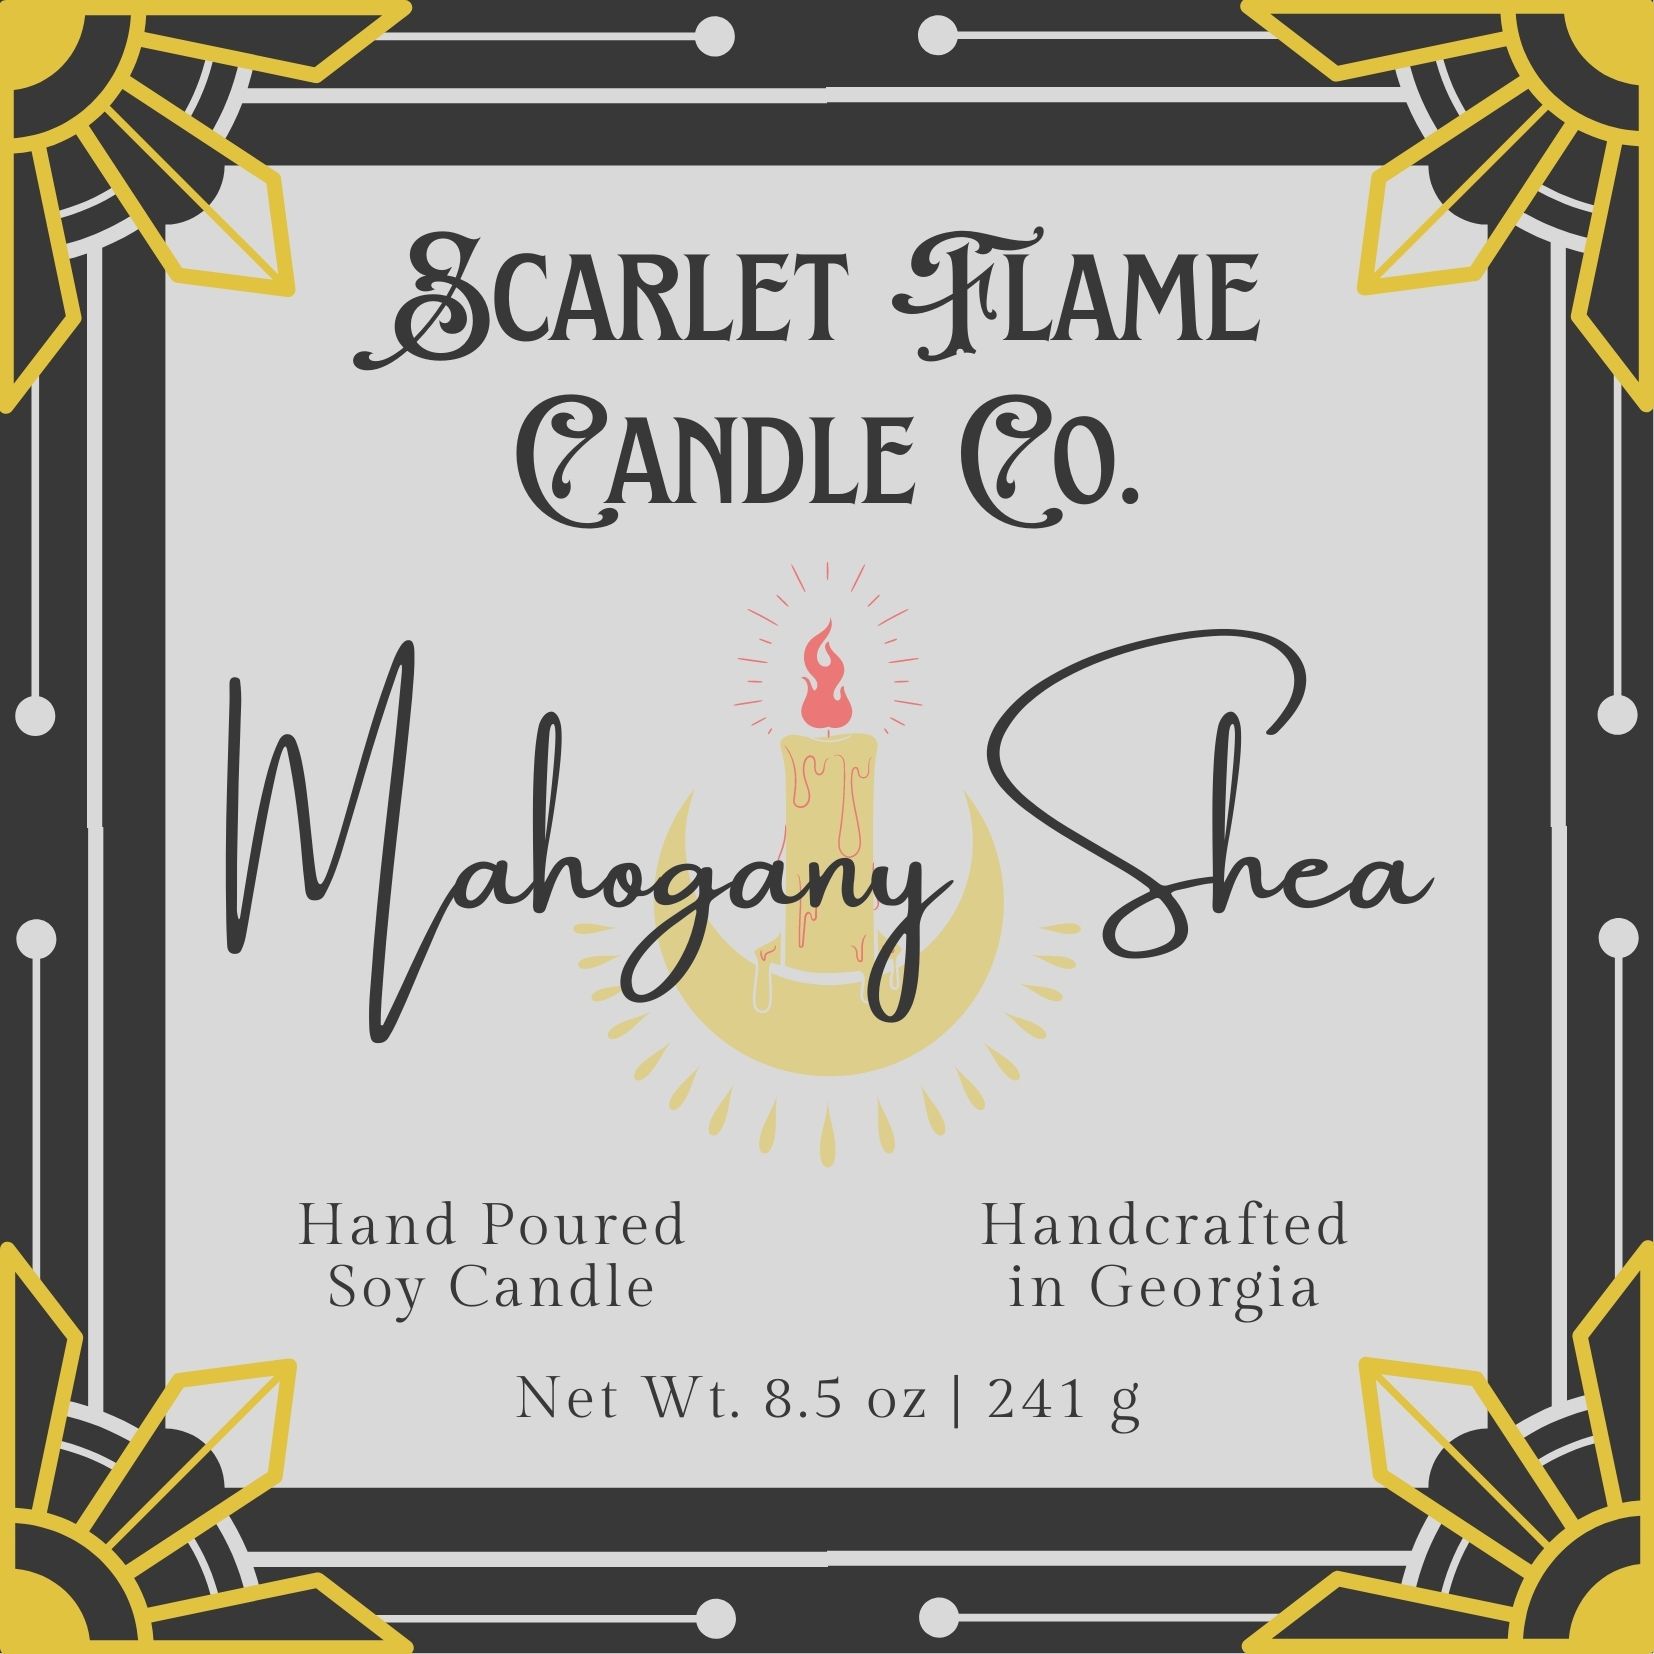 Scarlet Flame
Candle Co.
Mahogany Shea
Hand Poured
Soy Candle
Handcrafted
in Georgia
Net Wt. 8.5 oz | 241 g